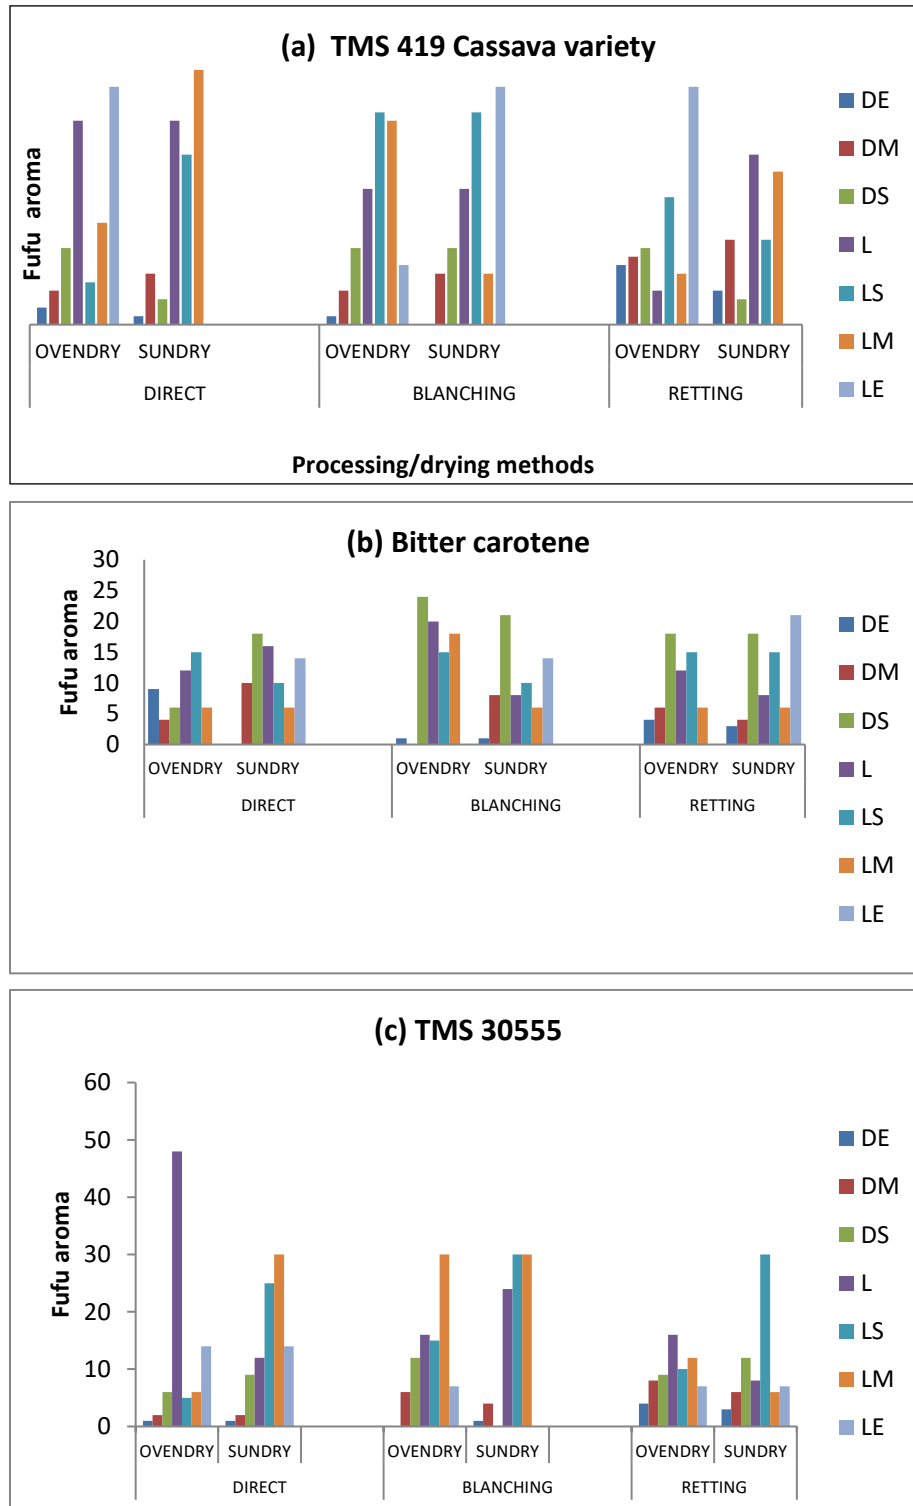 (a) TMS 419 Cassava variety
Fufu aroma
OVENDRY SUNDRY OVENDRY SUNDRY OVENDRY SUNDRY
DIRECT BLANCHING RETTING
Processing/drying methods
DE
DM
DS
L
LS
LM
LE
(b) Bitter carotene
Fufu aroma
30
25
20
15
10
5
0
OVENDRY SUNDRY OVENDRY SUNDRY OVENDRY SUNDRY
DIRECT BLANCHING RETTING
DE
DM
DS
L
LS
LM
LE
(c) TMS 30555
Fufu aroma
60
50
40
30
20
10
0
OVENDRY SUNDRY OVENDRY SUNDRY OVENDRY SUNDRY
DIRECT BLANCHING RETTING
DE
DM
DS
L
LS
LM
LE